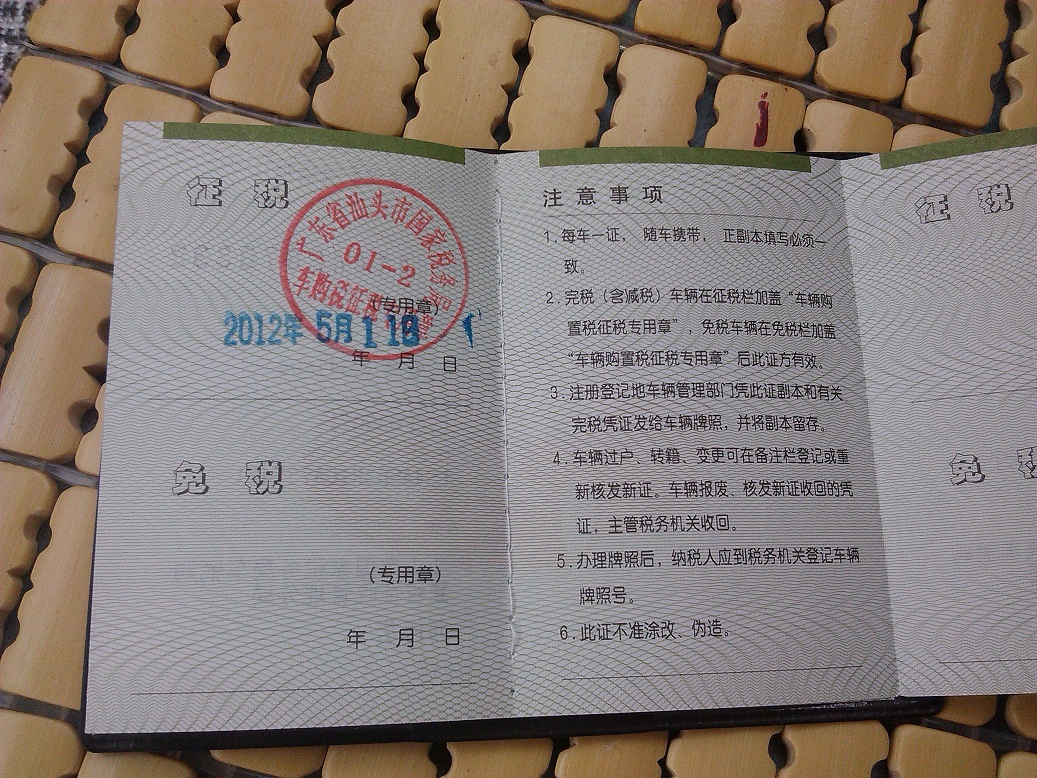 征 税
广东省汕头市国家税务局
01-2
车购税征税
(专用章)
2012年 5月 1 18
年 月 日
免 税
(专用章)
年 月 日
注意事项
1.每车一证，随车携带，正副本填写必须一
致。
2.完税（含减税）车辆在征税栏加盖“车辆购
置税征税专用章”，免税车辆在免税栏加盖
“车辆购置税征税专用章”后此证方有效。
3.注册登记地车辆管理部门凭此证副本和有关
完税凭证发给车辆牌照，并将副本留存。
4.车辆过户、转籍、变更可在备注栏登记或重
新核发新证。车辆报废、核发新证收回的凭
证，主管税务机关收回。
5.办理牌照后，纳税人应到税务机关登记车辆
牌照号。
6.此证不准涂改、伪造。
征 税
免 税